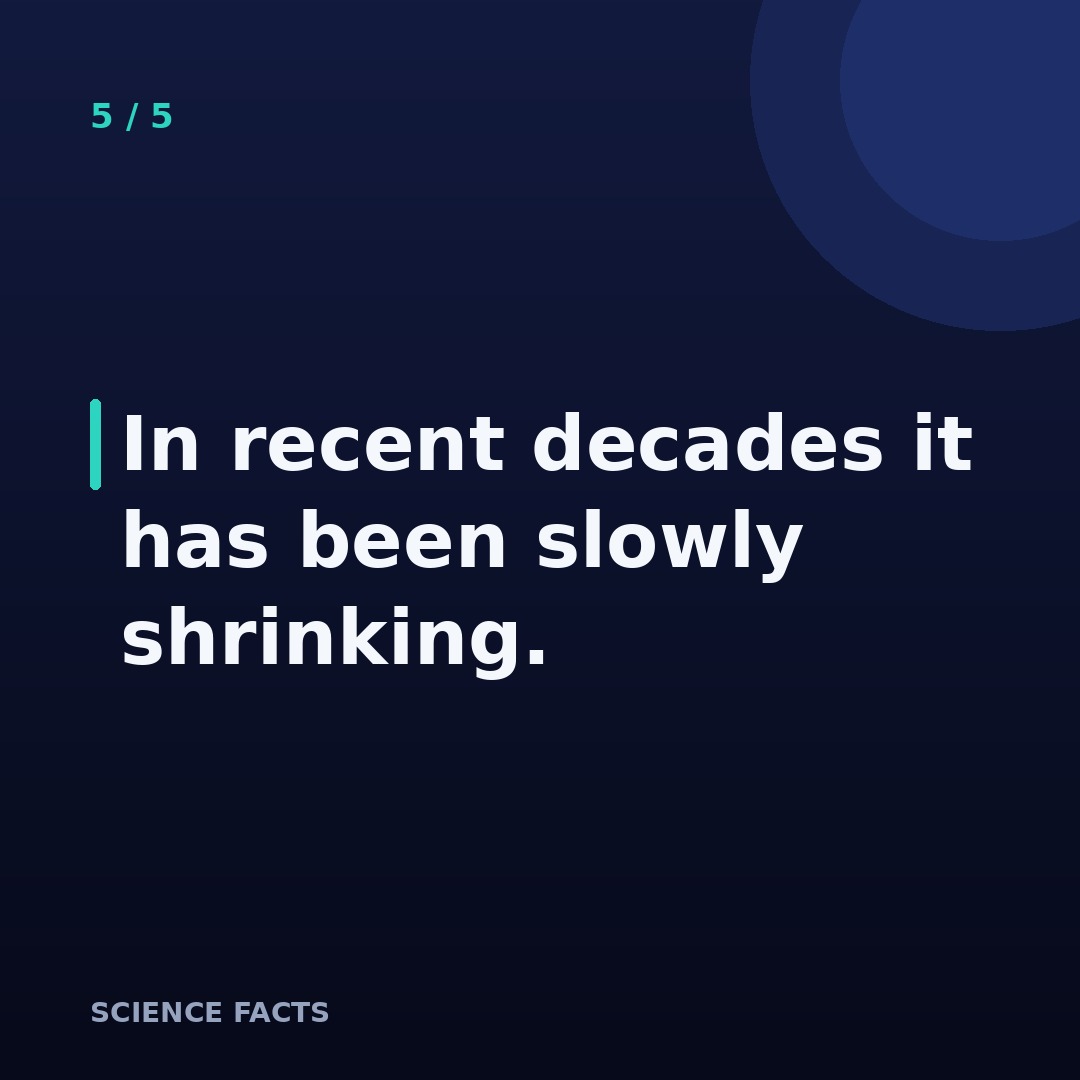 5 / 5
In recent decades it
has been slowly
shrinking.
SCIENCE FACTS